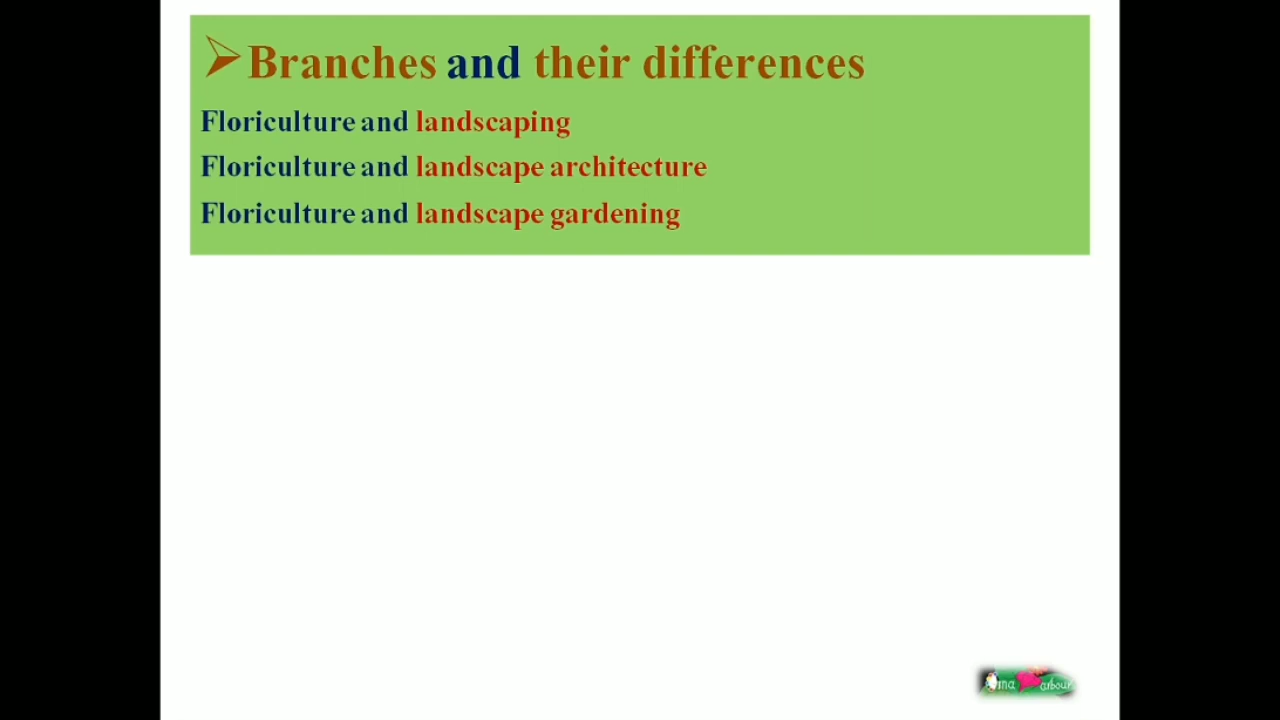 Branches and their differences
Floriculture and landscaping
Floriculture and landscape architecture
Floriculture and landscape gardening